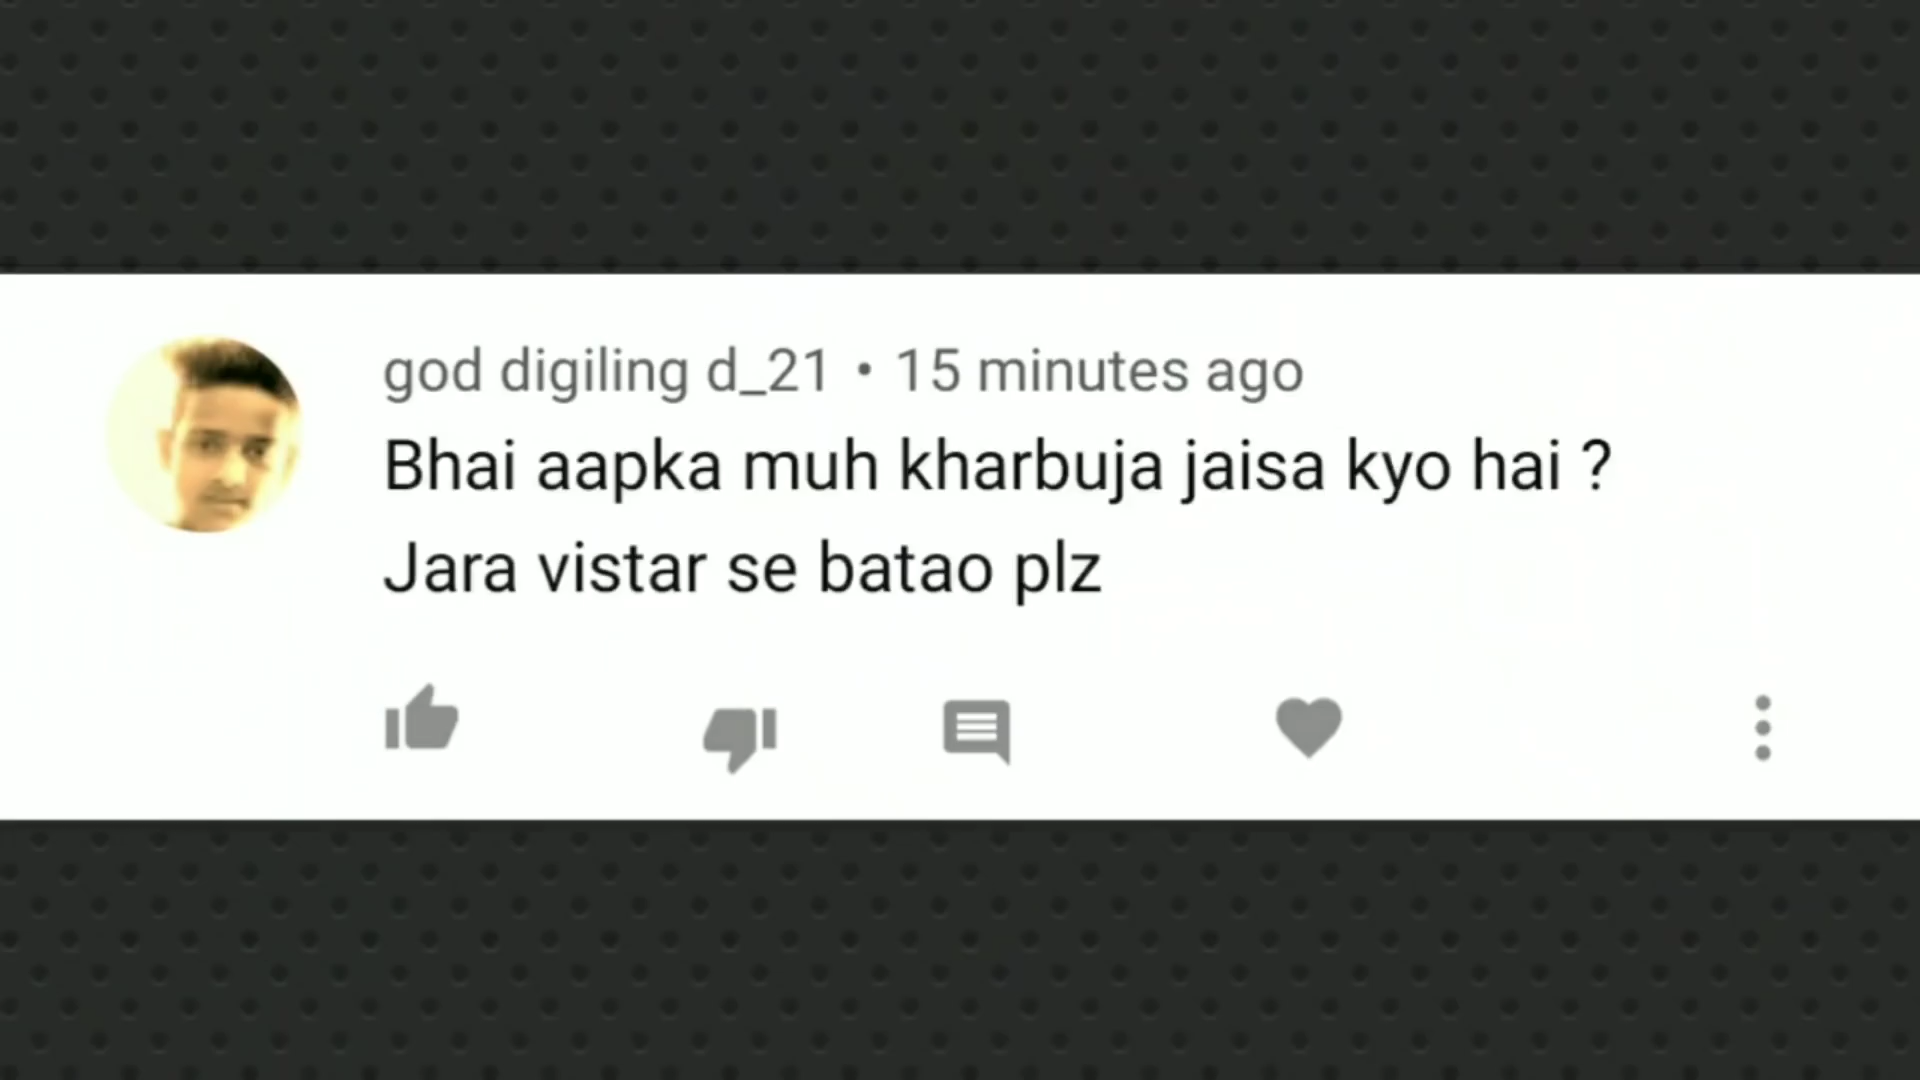 god digiling d_21 • 15 minutes ago
Bhai aapka muh kharbuja jaisa kyo hai ?
Jara vistar se batao plz